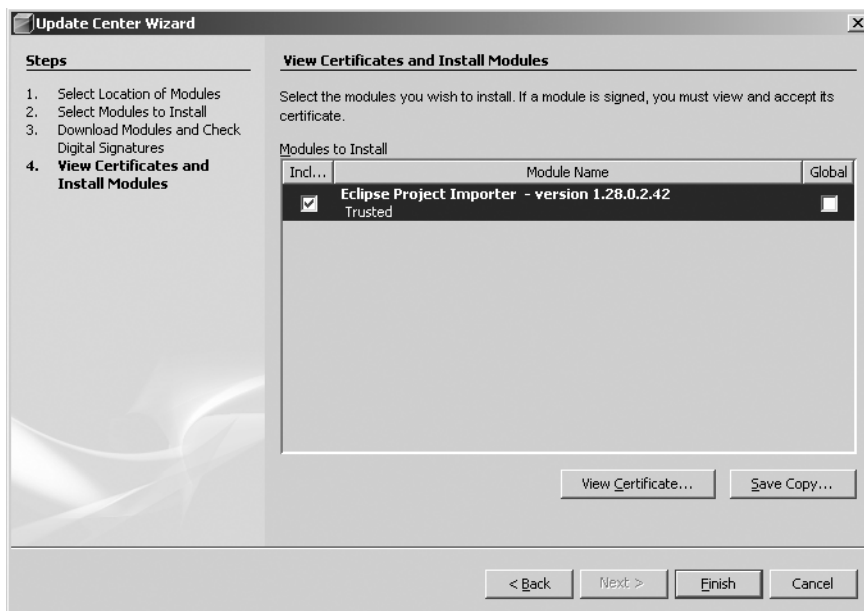 Update Center Wizard
Steps
1. Select Location of Modules
2. Select Modules to Install
3. Download Modules and Check
Digital Signatures
4. View Certificates and
Install Modules
View Certificates and Install Modules
Select the modules you wish to install. If a module is signed, you must view and accept its
certificate.
Modules to Install
Incl... Module Name Global
Eclipse Project Importer - version 1.28.0.2.42
Trusted
View Certificate... Save Copy...
< Back Next > Finish Cancel